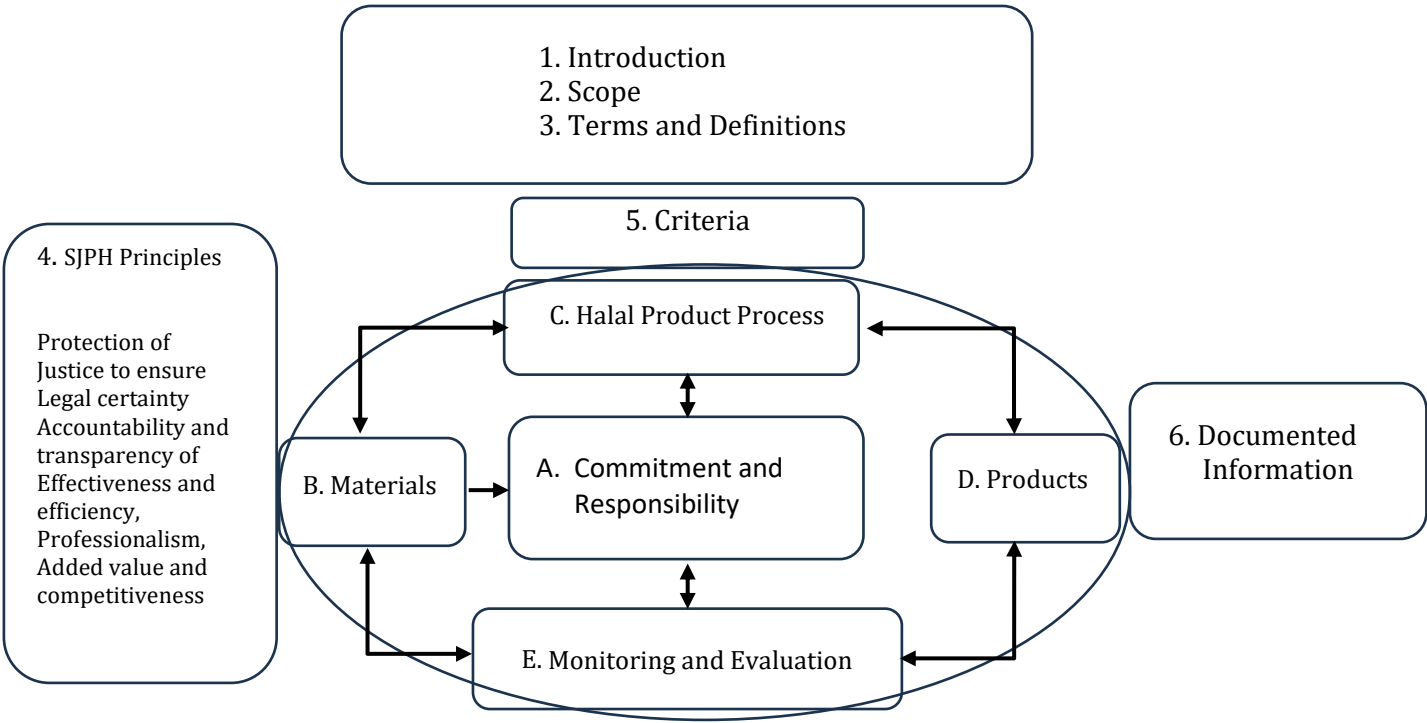 1. Introduction
2. Scope
3. Terms and Definitions
5. Criteria
4. SJPH Principles
Protection of
Justice to ensure
Legal certainty
Accountability and
transparency of
Effectiveness and
efficiency,
Professionalism,
Added value and
competitiveness
C. Halal Product Process
B. Materials
A. Commitment and
Responsibility
D. Products
6. Documented
Information
E. Monitoring and Evaluation